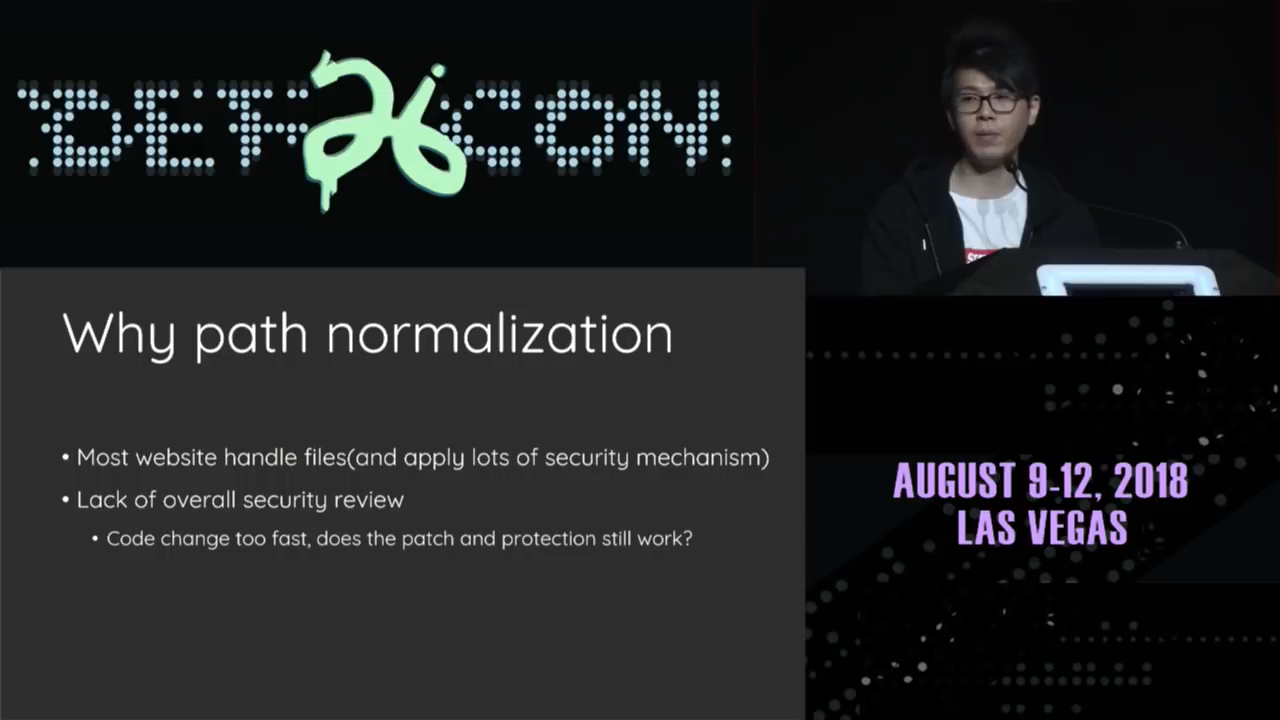 DEF 26 CON
Why path normalization
• Most website handle files(and apply lots of security mechanism)
• Lack of overall security review
• Code change too fast, does the patch and protection still work?
AUGUST 9-12, 2018
LAS VEGAS